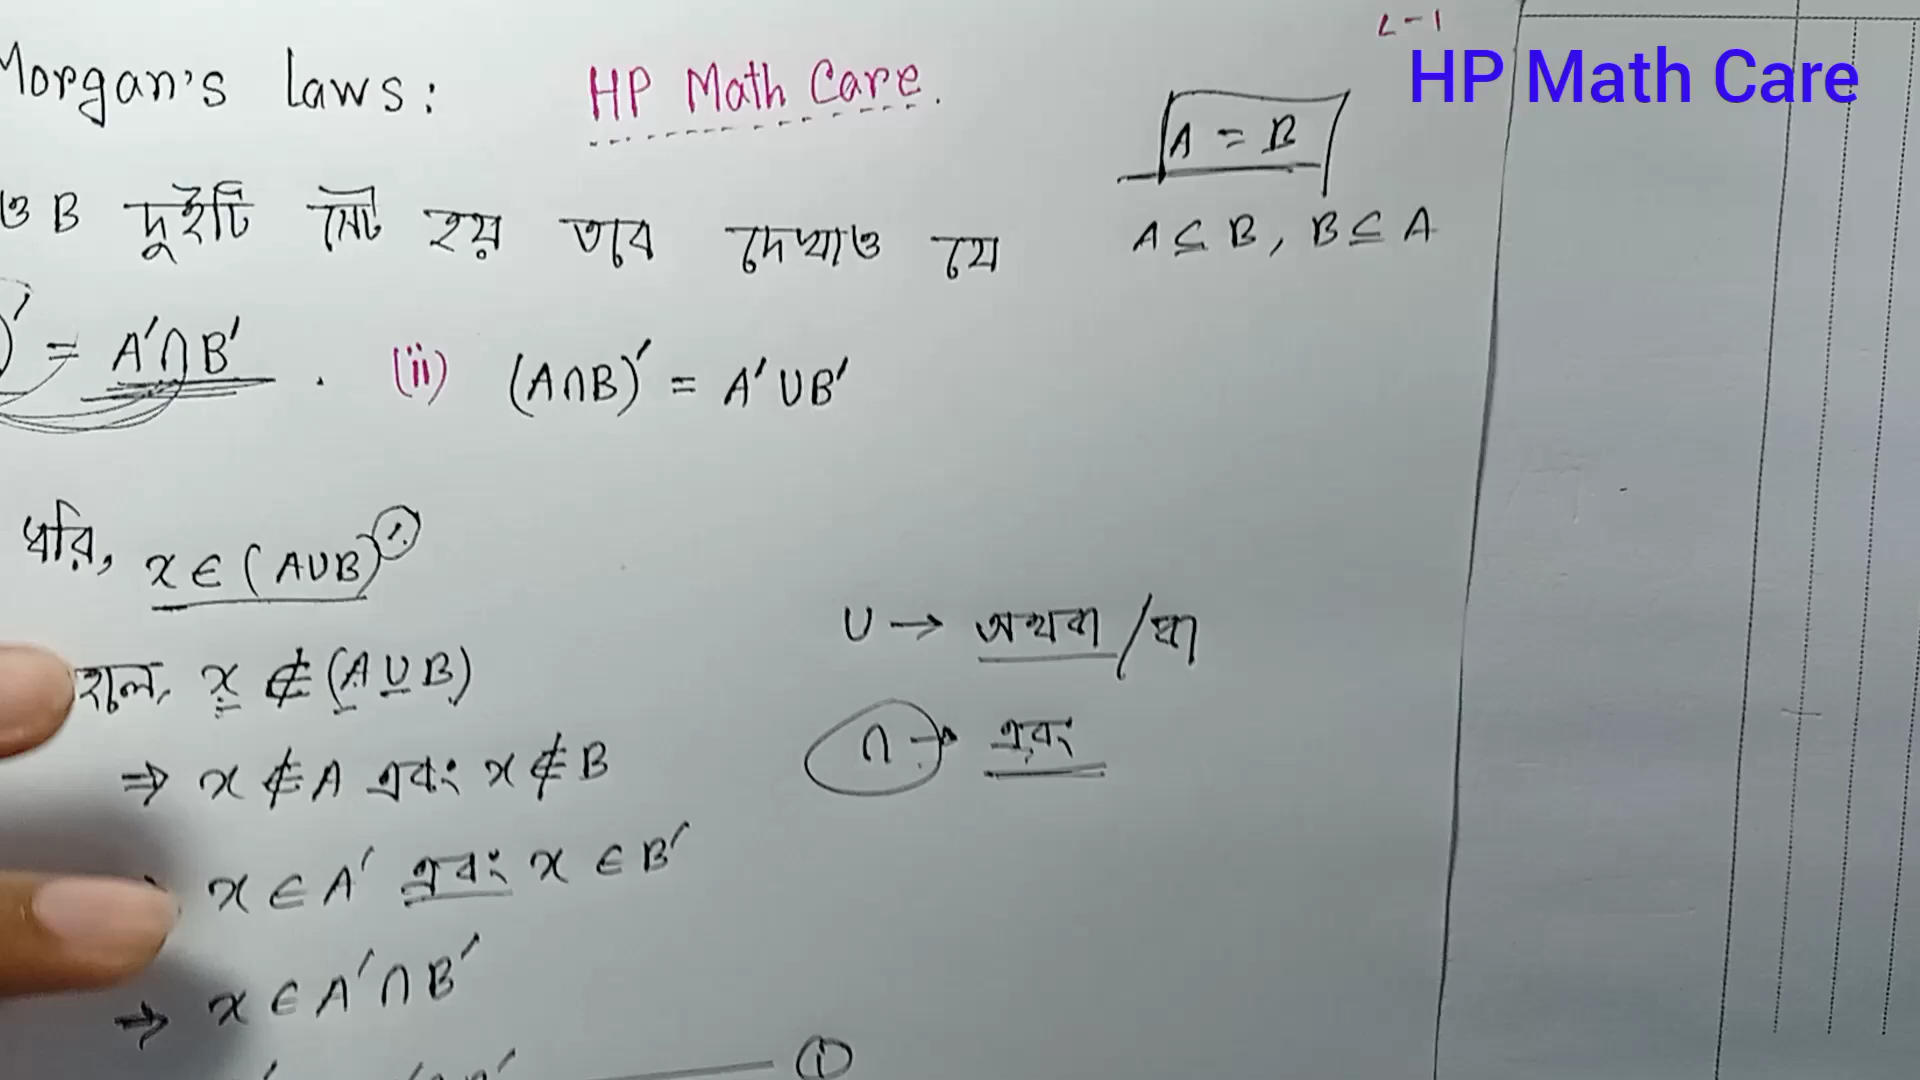 L-1
HP Math Care
Morgan's Laws: HP Math Care.
A = B
ও B দুইটি সেট হয় তবে দেখাও যে
A ⊆ B, B ⊆ A
)′ = A′∩B′ . (ii) (A∩B)′ = A′∪B′
ধরি, x ∈ (A∪B)′
হলে, x ∉ (A∪B)
U → অথবা / বা
⇒ x ∉ A এবং x ∉ B
∩ → এবং
x ∈ A′ এবং x ∈ B′
⇒ x ∈ A′∩B′
①